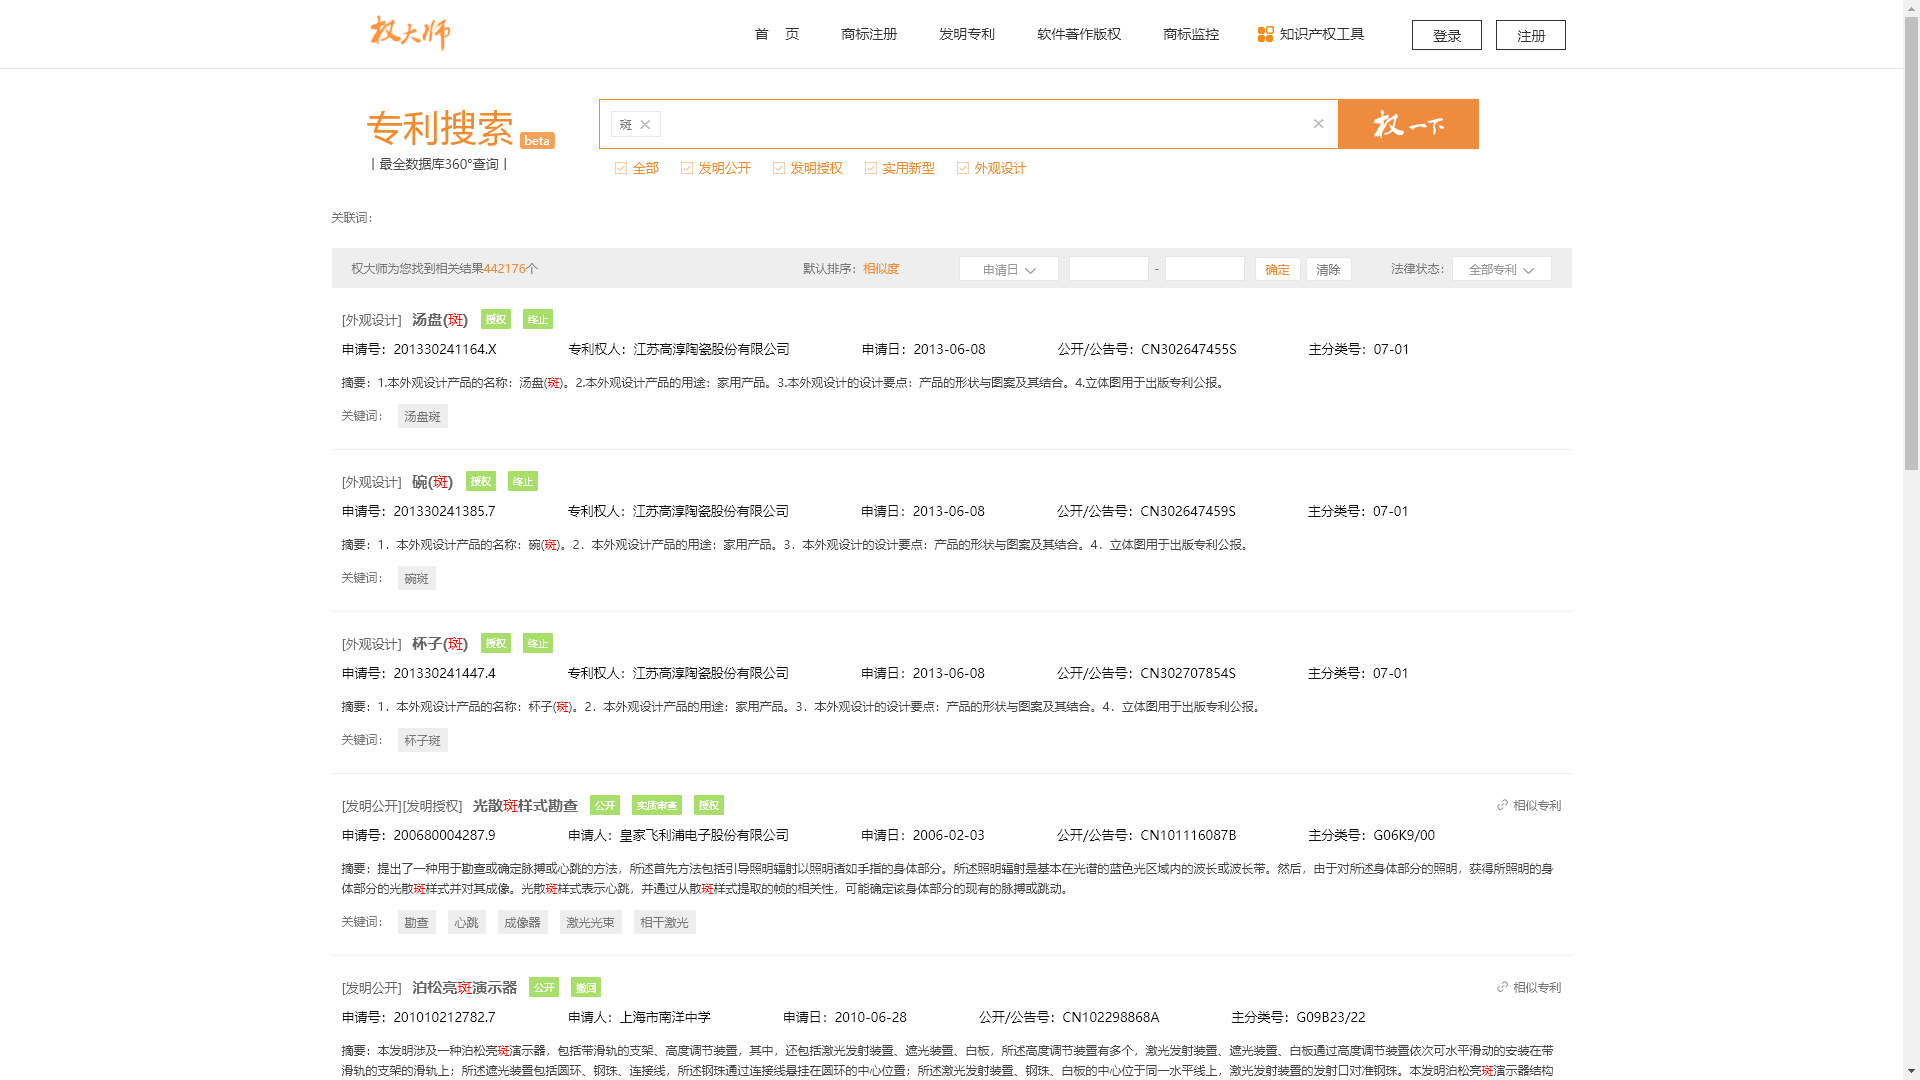 权大师
首 页 商标注册 发明专利 软件著作版权 商标监控 知识产权工具 登录 注册
专利搜索 beta
丨最全数据库360°查询丨
斑 ✕ ✕ 权一下
全部 发明公开 发明授权 实用新型 外观设计
关联词：
权大师为您找到相关结果442176个 默认排序：相似度 申请日 - 确定 清除 法律状态： 全部专利
[外观设计] 汤盘(斑) 授权 终止
申请号：201330241164.X 专利权人：江苏高淳陶瓷股份有限公司 申请日：2013-06-08 公开/公告号：CN302647455S 主分类号：07-01
摘要：1.本外观设计产品的名称：汤盘(斑)。2.本外观设计产品的用途：家用产品。3.本外观设计的设计要点：产品的形状与图案及其结合。4.立体图用于出版专利公报。
关键词： 汤盘斑
[外观设计] 碗(斑) 授权 终止
申请号：201330241385.7 专利权人：江苏高淳陶瓷股份有限公司 申请日：2013-06-08 公开/公告号：CN302647459S 主分类号：07-01
摘要：1．本外观设计产品的名称：碗(斑)。2．本外观设计产品的用途：家用产品。3．本外观设计的设计要点：产品的形状与图案及其结合。4．立体图用于出版专利公报。
关键词： 碗斑
[外观设计] 杯子(斑) 授权 终止
申请号：201330241447.4 专利权人：江苏高淳陶瓷股份有限公司 申请日：2013-06-08 公开/公告号：CN302707854S 主分类号：07-01
摘要：1．本外观设计产品的名称：杯子(斑)。2．本外观设计产品的用途：家用产品。3．本外观设计的设计要点：产品的形状与图案及其结合。4．立体图用于出版专利公报。
关键词： 杯子斑
[发明公开][发明授权] 光散斑样式勘查 公开 实质审查 授权 相似专利
申请号：200680004287.9 申请人：皇家飞利浦电子股份有限公司 申请日：2006-02-03 公开/公告号：CN101116087B 主分类号：G06K9/00
摘要：提出了一种用于勘查或确定脉搏或心跳的方法，所述首先方法包括引导照明辐射以照明诸如手指的身体部分。所述照明辐射是基本在光谱的蓝色光区域内的波长或波长带。然后，由于对所述身体部分的照明，获得所照明的身
体部分的光散斑样式并对其成像。光散斑样式表示心跳，并通过从散斑样式提取的帧的相关性，可能确定该身体部分的现有的脉搏或跳动。
关键词： 勘查 心跳 成像器 激光光束 相干激光
[发明公开] 泊松亮斑演示器 公开 撤回 相似专利
申请号：201010212782.7 申请人：上海市南洋中学 申请日：2010-06-28 公开/公告号：CN102298868A 主分类号：G09B23/22
摘要：本发明涉及一种泊松亮斑演示器，包括带滑轨的支架、高度调节装置，其中，还包括激光发射装置、遮光装置、白板，所述高度调节装置有多个，激光发射装置、遮光装置、白板通过高度调节装置依次可水平滑动的安装在带
滑轨的支架的滑轨上；所述遮光装置包括圆环、钢珠、连接线，所述钢珠通过连接线悬挂在圆环的中心位置；所述激光发射装置、钢珠、白板的中心位于同一水平线上，激光发射装置的发射口对准钢珠。本发明泊松亮斑演示器结构